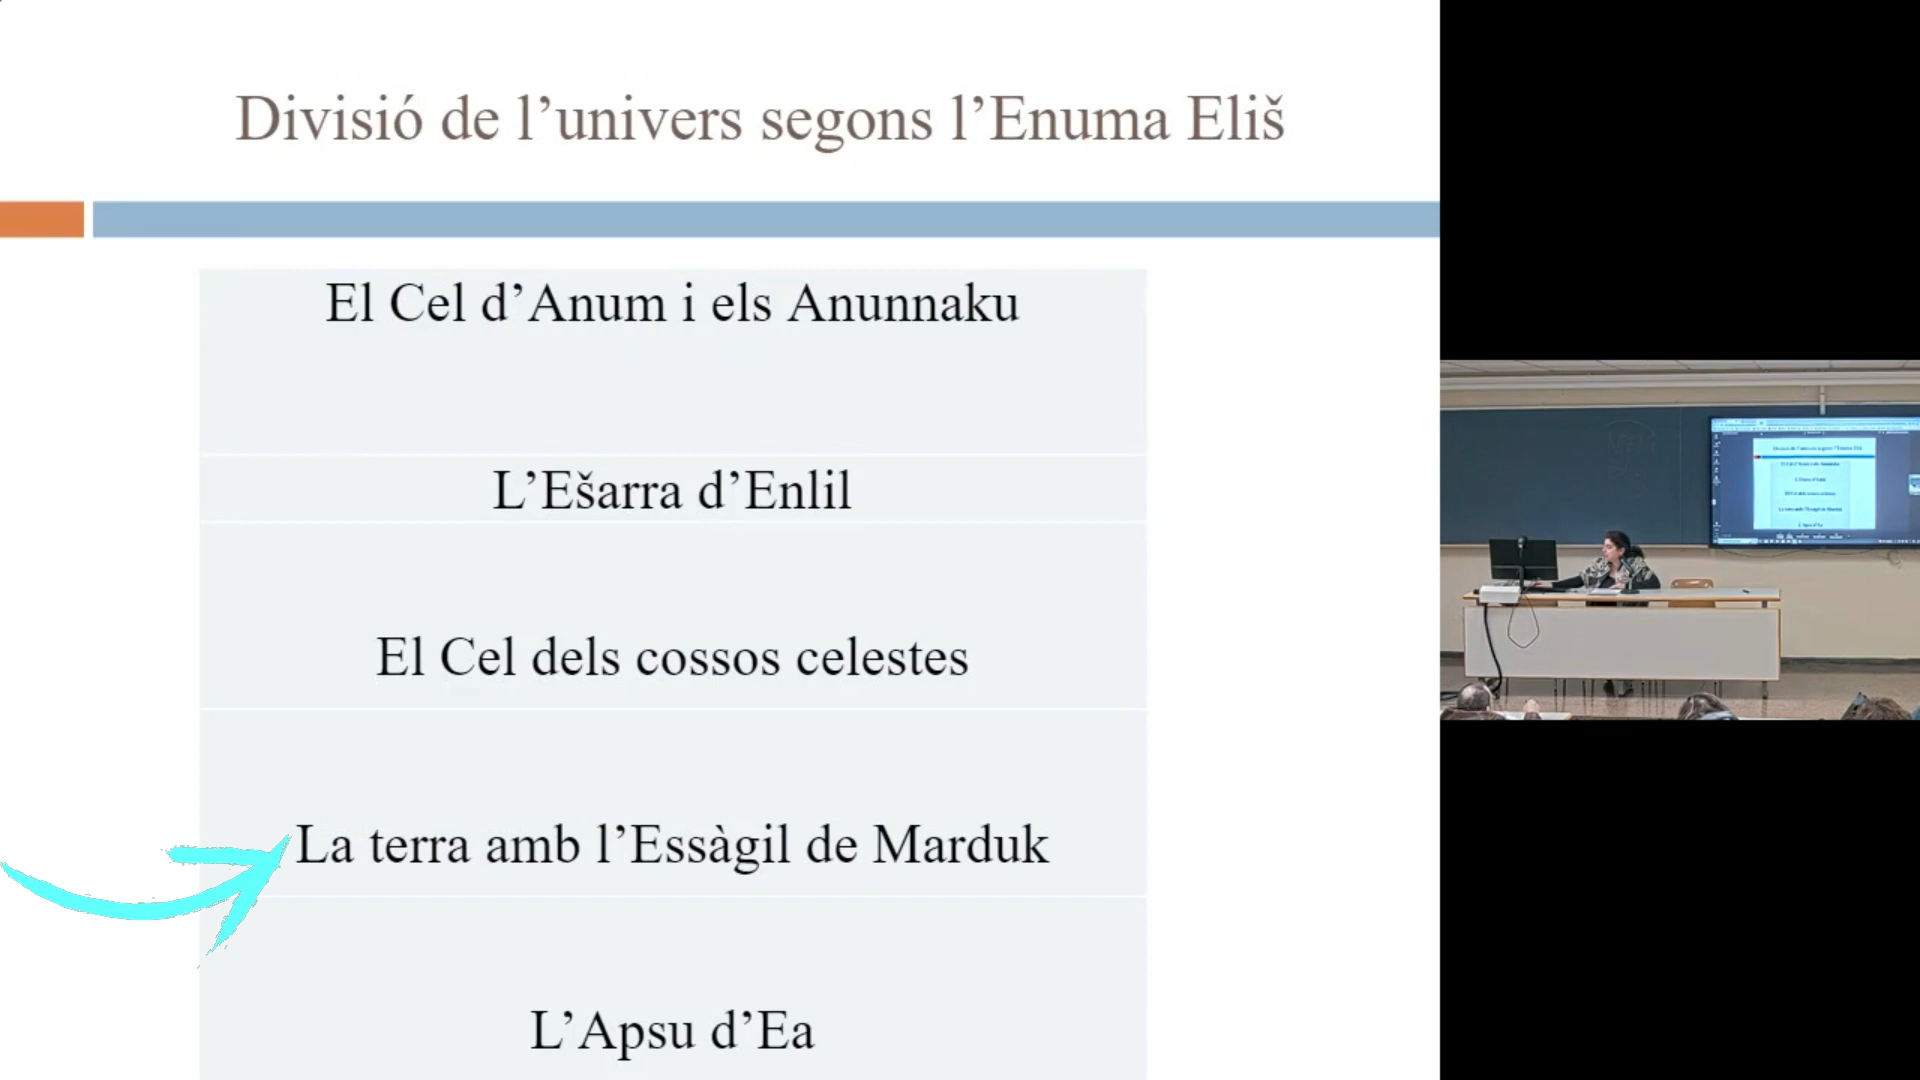 Divisió de l’univers segons l’Enuma Eliš
El Cel d’Anum i els Anunnaku
L’Ešarra d’Enlil
El Cel dels cossos celestes
La terra amb l’Essàgil de Marduk
L’Apsu d’Ea